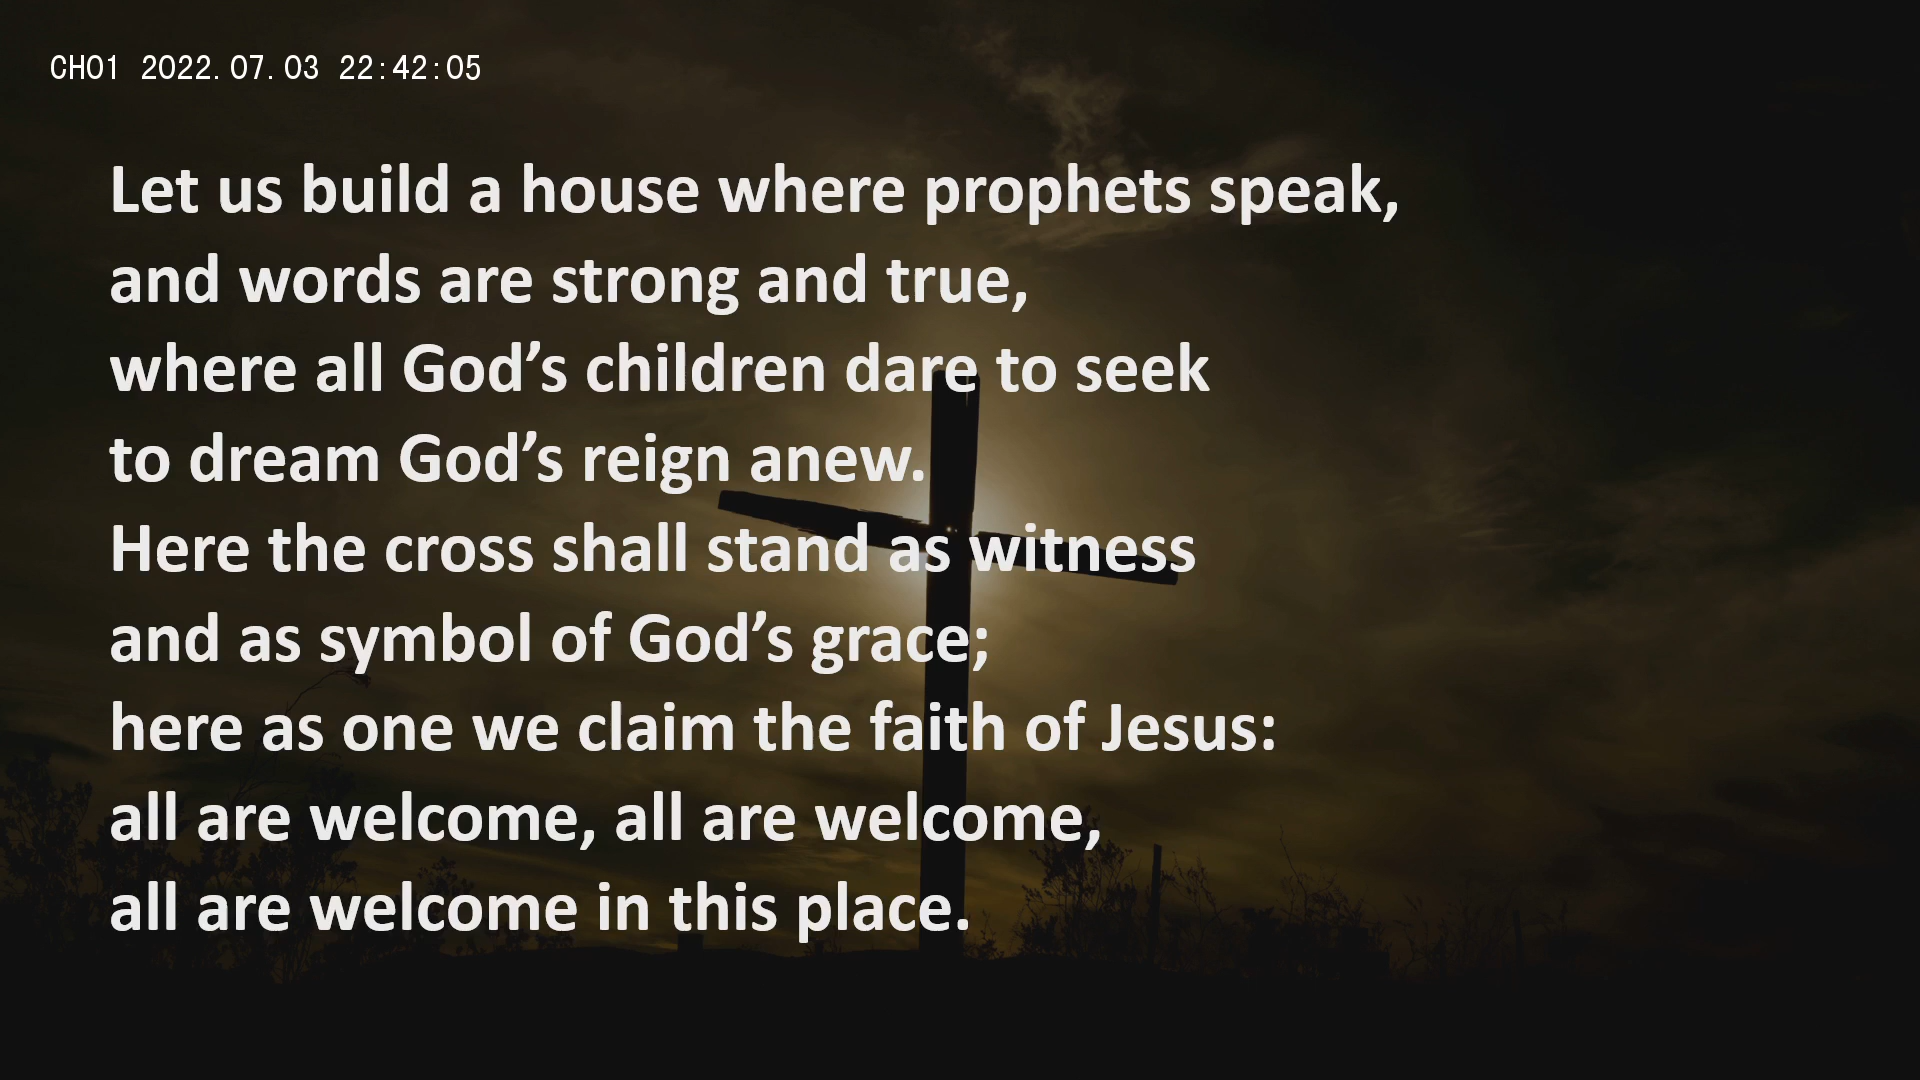 CH01 2022.07.03 22:42:05
Let us build a house where prophets speak,
and words are strong and true,
where all God’s children dare to seek
to dream God’s reign anew.
Here the cross shall stand as witness
and as symbol of God’s grace;
here as one we claim the faith of Jesus:
all are welcome, all are welcome,
all are welcome in this place.